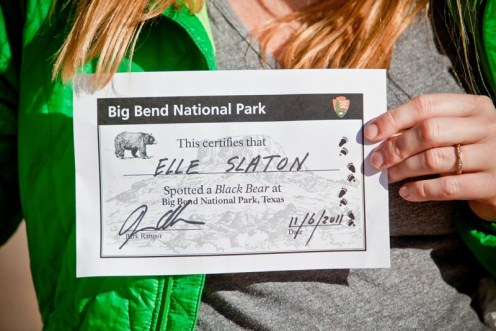 Big Bend National Park
This certifies that
ELLE SLATON
Spotted a Black Bear at
Big Bend National Park, Texas
11/6/2011
Park Ranger
Date